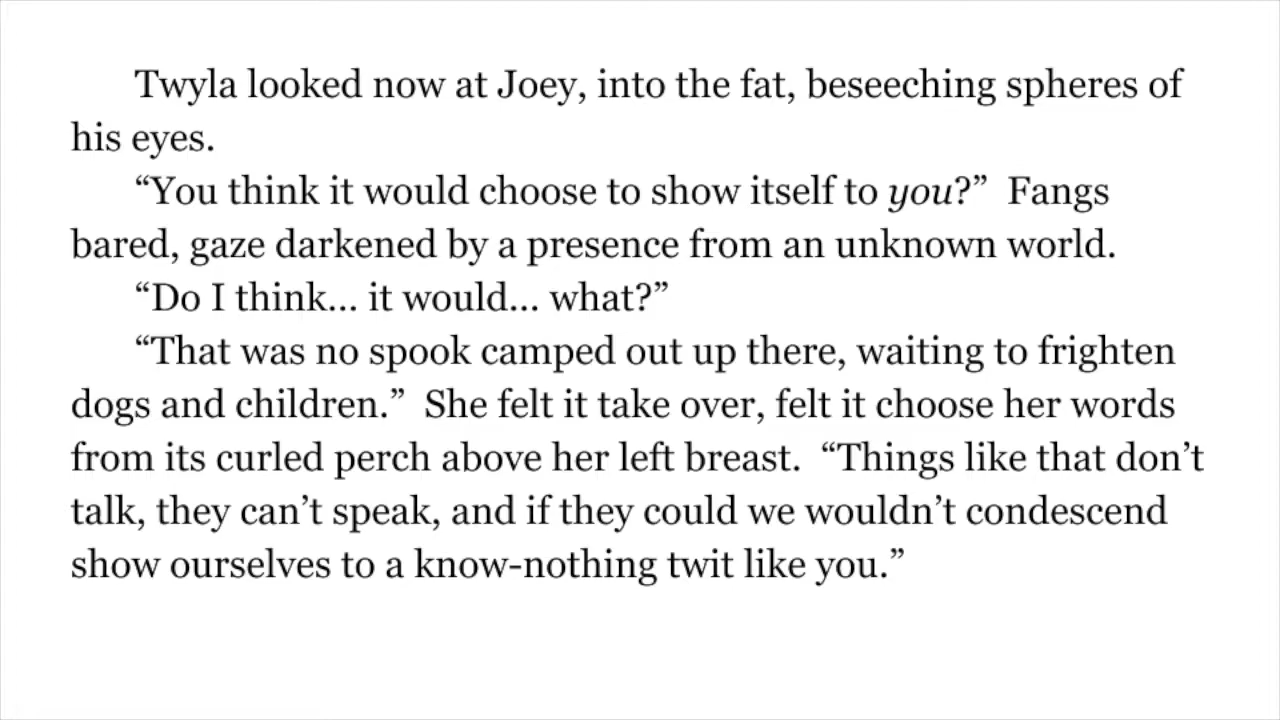 Twyla looked now at Joey, into the fat, beseeching spheres of
his eyes.
“You think it would choose to show itself to you?”  Fangs
bared, gaze darkened by a presence from an unknown world.
“Do I think… it would… what?”
“That was no spook camped out up there, waiting to frighten
dogs and children.”  She felt it take over, felt it choose her words
from its curled perch above her left breast.  “Things like that don’t
talk, they can’t speak, and if they could we wouldn’t condescend
show ourselves to a know-nothing twit like you.”